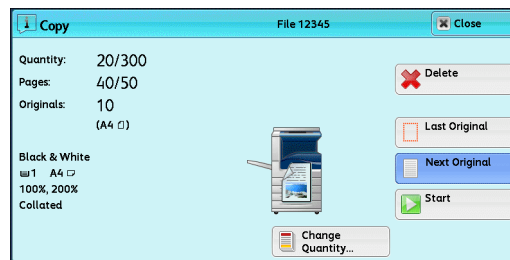 Copy
File 12345
Close
Quantity: 20/300
Pages: 40/50
Originals: 10
(A4)
Delete
Last Original
Next Original
Start
Black & White
1 A4
100%, 200%
Collated
Change
Quantity...